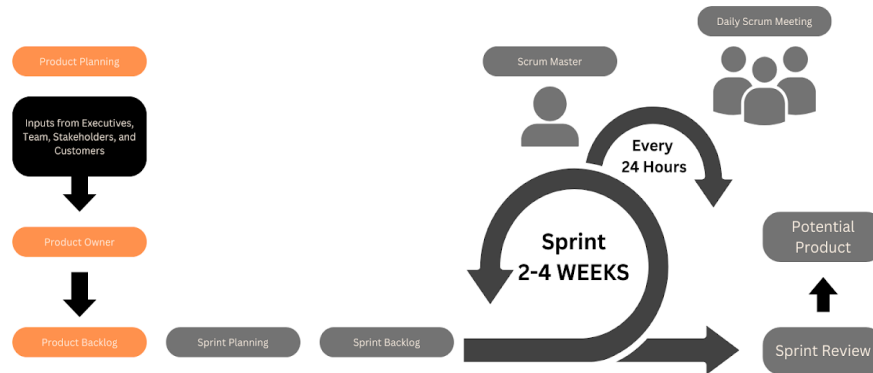 Product Planning
Inputs from Executives,
Team, Stakeholders, and
Customers
Product Owner
Product Backlog
Sprint Planning
Sprint Backlog
Scrum Master
Daily Scrum Meeting
Every
24 Hours
Sprint
2-4 WEEKS
Potential
Product
Sprint Review